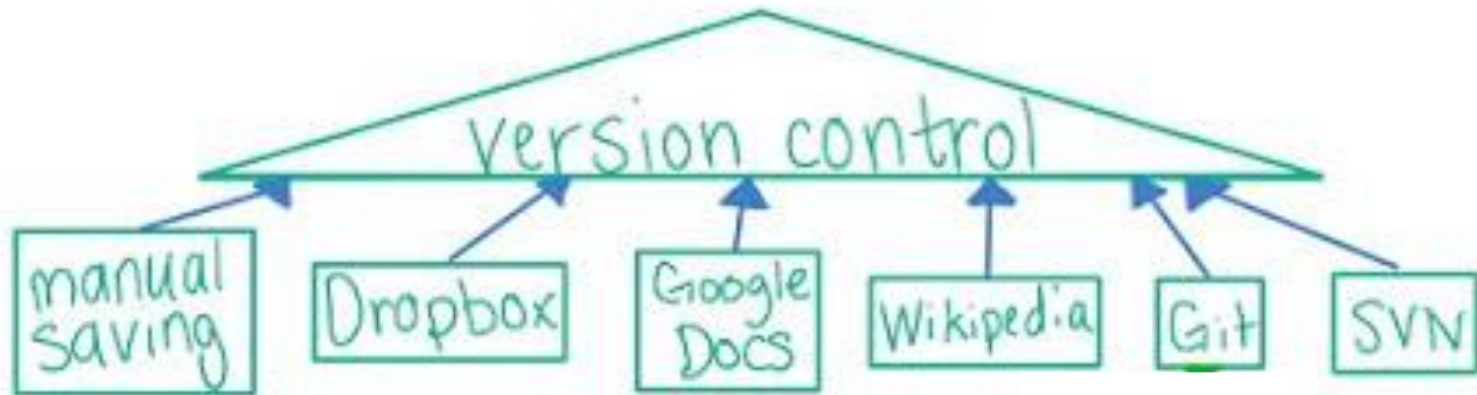 version control
manual
saving
Dropbox
Google
Docs
Wikipedia
Git
SVN